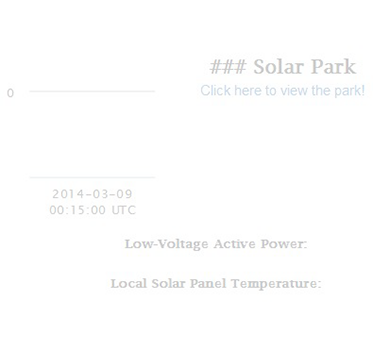 ### Solar Park
Click here to view the park!
0
2014-03-09
00:15:00 UTC
Low-Voltage Active Power:
Local Solar Panel Temperature: